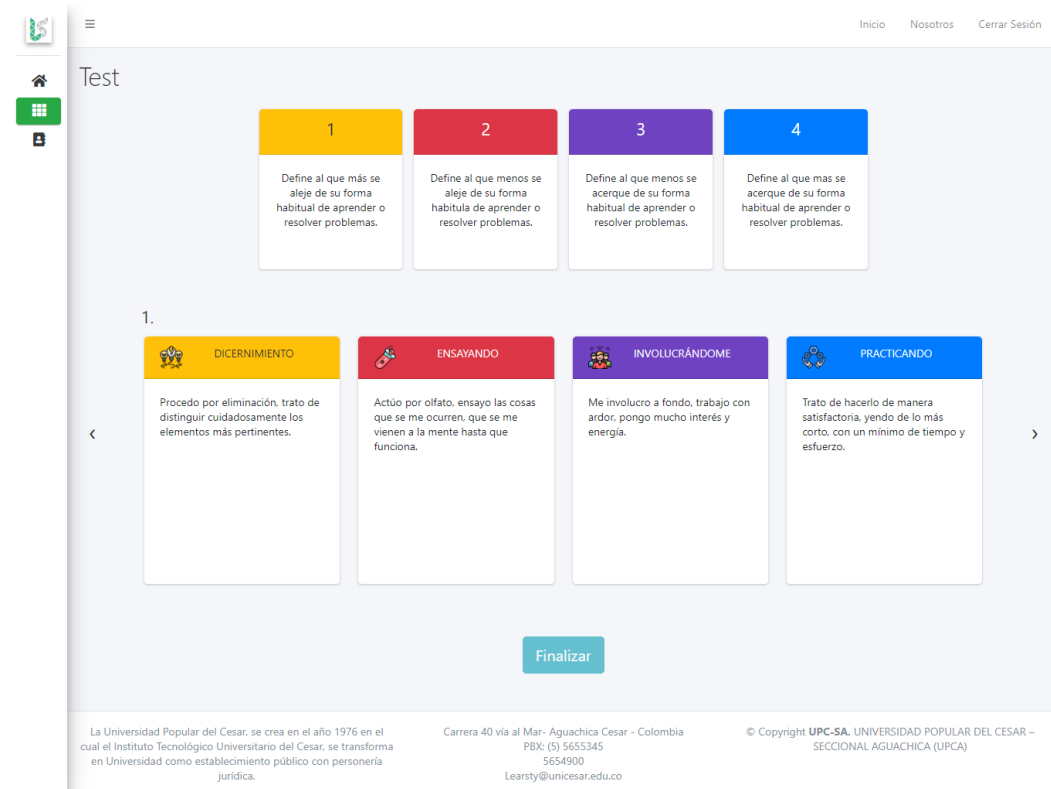 Inicio Nosotros Cerrar Sesión
Test
1
Define al que más se
aleje de su forma
habitual de aprender o
resolver problemas.
2
Define al que menos se
aleje de su forma
habitula de aprender o
resolver problemas.
3
Define al que menos se
acerque de su forma
habitual de aprender o
resolver problemas.
4
Define al que mas se
acerque de su forma
habitual de aprender o
resolver problemas.
1.
DICERNIMIENTO
Procedo por eliminación, trato de
distinguir cuidadosamente los
elementos más pertinentes.
ENSAYANDO
Actúo por olfato, ensayo las cosas
que se me ocurren, que se me
vienen a la mente hasta que
funciona.
INVOLUCRÁNDOME
Me involucro a fondo, trabajo con
ardor, pongo mucho interés y
energía.
PRACTICANDO
Trato de hacerlo de manera
satisfactoria, yendo de lo más
corto, con un mínimo de tiempo y
esfuerzo.
Finalizar
La Universidad Popular del Cesar, se crea en el año 1976 en el
cual el Instituto Tecnológico Universitario del Cesar, se transforma
en Universidad como establecimiento público con personería
jurídica.
Carrera 40 vía al Mar- Aguachica Cesar - Colombia
PBX: (5) 5655345
5654900
Learsty@unicesar.edu.co
© Copyright UPC-SA. UNIVERSIDAD POPULAR DEL CESAR –
SECCIONAL AGUACHICA (UPCA)